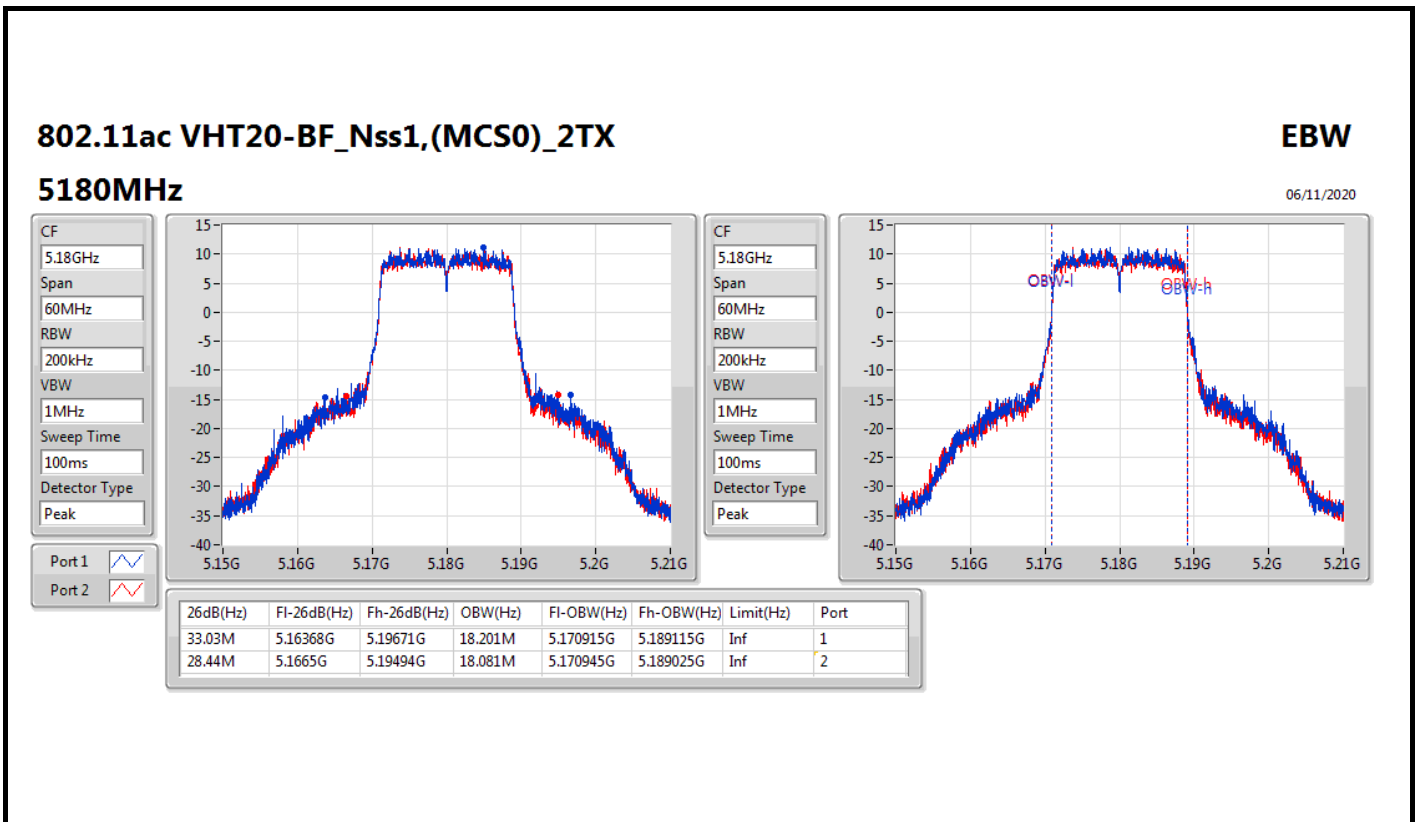 802.11ac VHT20-BF_Nss1,(MCS0)_2TX
EBW
5180MHz
06/11/2020
CF
5.18GHz
Span
60MHz
RBW
200kHz
VBW
1MHz
Sweep Time
100ms
Detector Type
Peak
Port 1
Port 2
15
10
5
0
-5
-10
-15
-20
-25
-30
-35
-40
5.15G 5.16G 5.17G 5.18G 5.19G 5.2G 5.21G
CF
5.18GHz
Span
60MHz
RBW
200kHz
VBW
1MHz
Sweep Time
100ms
Detector Type
Peak
15
10
5
0
-5
-10
-15
-20
-25
-30
-35
-40
OBW-l
OBW-h
OBW-h
5.15G 5.16G 5.17G 5.18G 5.19G 5.2G 5.21G
26dB(Hz) Fl-26dB(Hz) Fh-26dB(Hz) OBW(Hz) Fl-OBW(Hz) Fh-OBW(Hz) Limit(Hz) Port
33.03M 5.16368G 5.19671G 18.201M 5.170915G 5.189115G Inf 1
28.44M 5.1665G 5.19494G 18.081M 5.170945G 5.189025G Inf 2